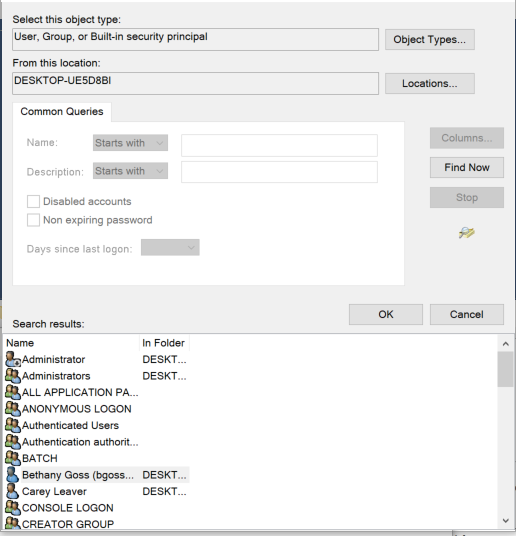 Select this object type:
User, Group, or Built-in security principal
Object Types...
From this location:
DESKTOP-UE5D8BI
Locations...
Common Queries
Name: Starts with
Description: Starts with
Disabled accounts
Non expiring password
Days since last logon:
Columns...
Find Now
Stop
OK Cancel
Search results:
Name In Folder
Administrator DESKT...
Administrators DESKT...
ALL APPLICATION PA...
ANONYMOUS LOGON
Authenticated Users
Authentication authorit...
BATCH
Bethany Goss (bgoss... DESKT...
Carey Leaver DESKT...
CONSOLE LOGON
CREATOR GROUP